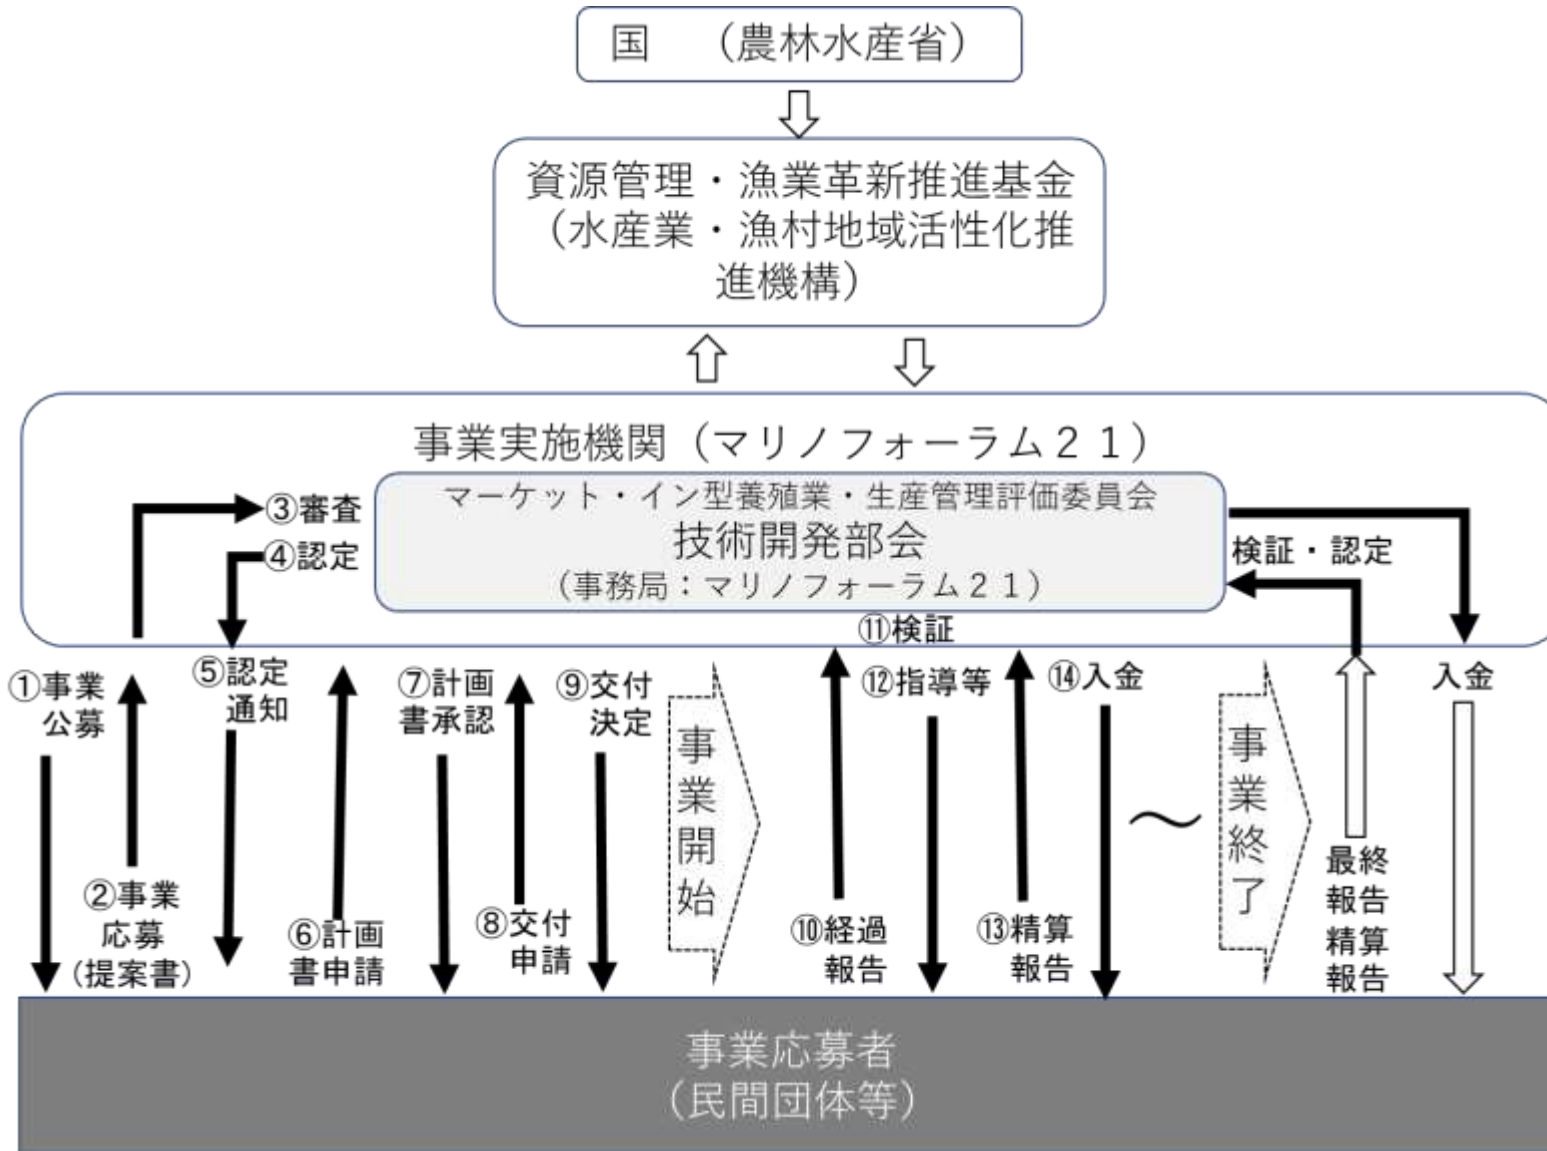 国　（農林水産省）
資源管理・漁業革新推進基金
（水産業・漁村地域活性化推
進機構）
事業実施機関（マリノフォーラム２１）
マーケット・イン型養殖業・生産管理評価委員会
技術開発部会
（事務局：マリノフォーラム２１）
③審査
④認定
検証・認定
⑪検証
①事業
公募
②事業
応募
（提案書）
⑤認定
通知
⑥計画
書申請
⑦計画
書承認
⑧交付
申請
⑨交付
決定
事業開始
⑩経過
報告
⑫指導等
⑬精算
報告
⑭入金
～
事業終了
最終
報告
精算
報告
入金
事業応募者
（民間団体等）